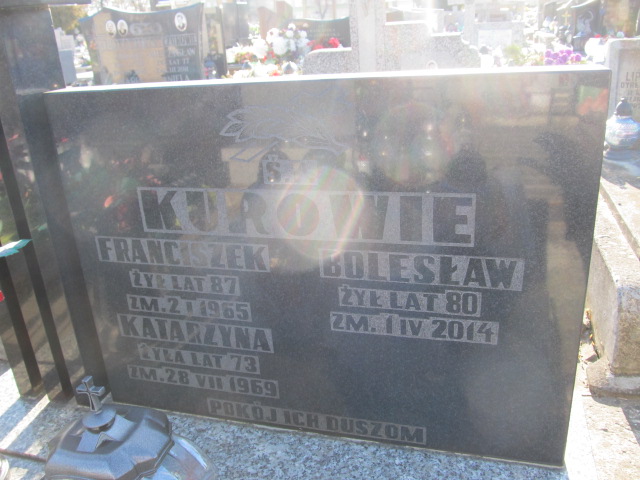 KUROWIE
FRANCISZEK
ŻYŁ LAT 87
ZM. 2 I 1965
KATARZYNA
ŻYŁA LAT 73
ZM. 28 VII 1969
BOLESŁAW
ŻYŁ LAT 80
ZM. 1 IV 2014
POKÓJ ICH DUSZOM